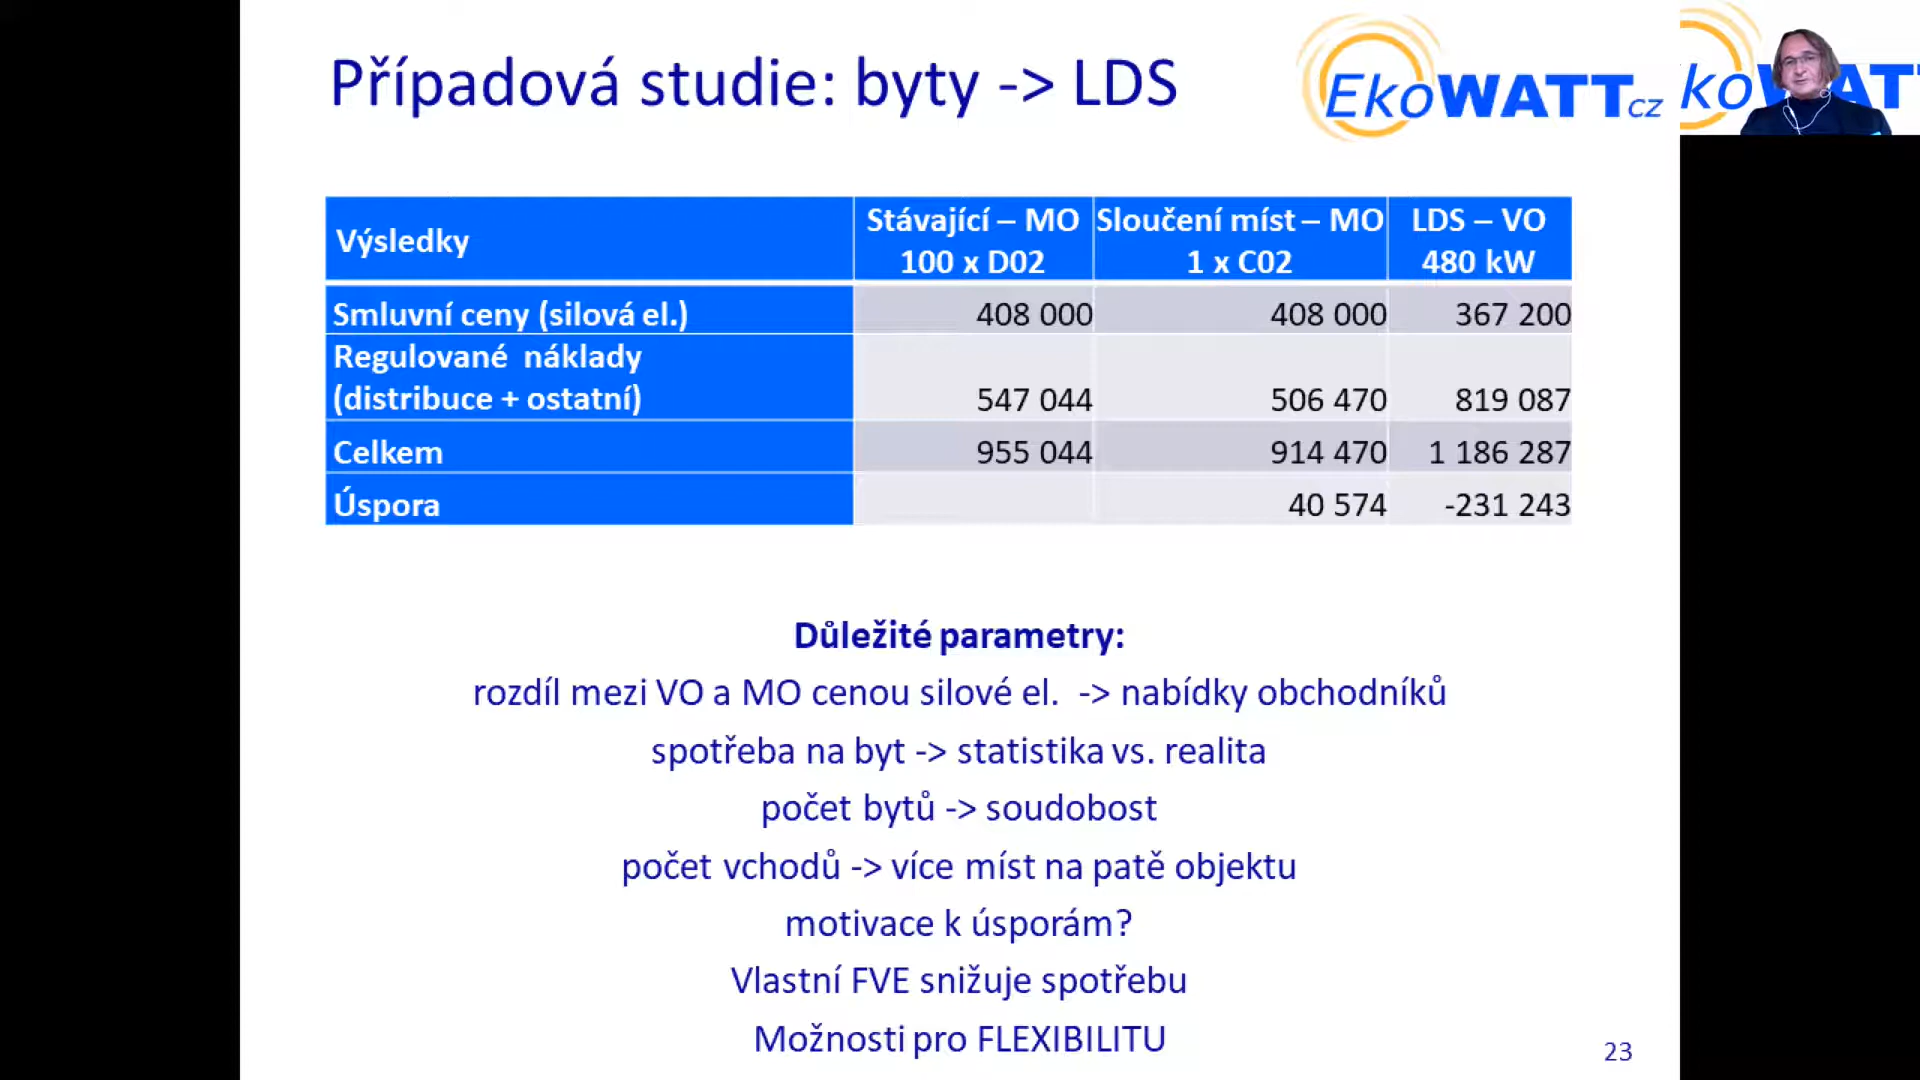 Případová studie: byty -> LDS
EkoWATTcz
Výsledky
Stávající – MO
100 x D02
Sloučení míst – MO
1 x C02
LDS – VO
480 kW
Smluvní ceny (silová el.) 408 000 408 000 367 200
Regulované náklady
(distribuce + ostatní) 547 044 506 470 819 087
Celkem 955 044 914 470 1 186 287
Úspora 40 574 -231 243
Důležité parametry:
rozdíl mezi VO a MO cenou silové el. -> nabídky obchodníků
spotřeba na byt -> statistika vs. realita
počet bytů -> soudobost
počet vchodů -> více míst na patě objektu
motivace k úsporám?
Vlastní FVE snižuje spotřebu
Možnosti pro FLEXIBILITU
23